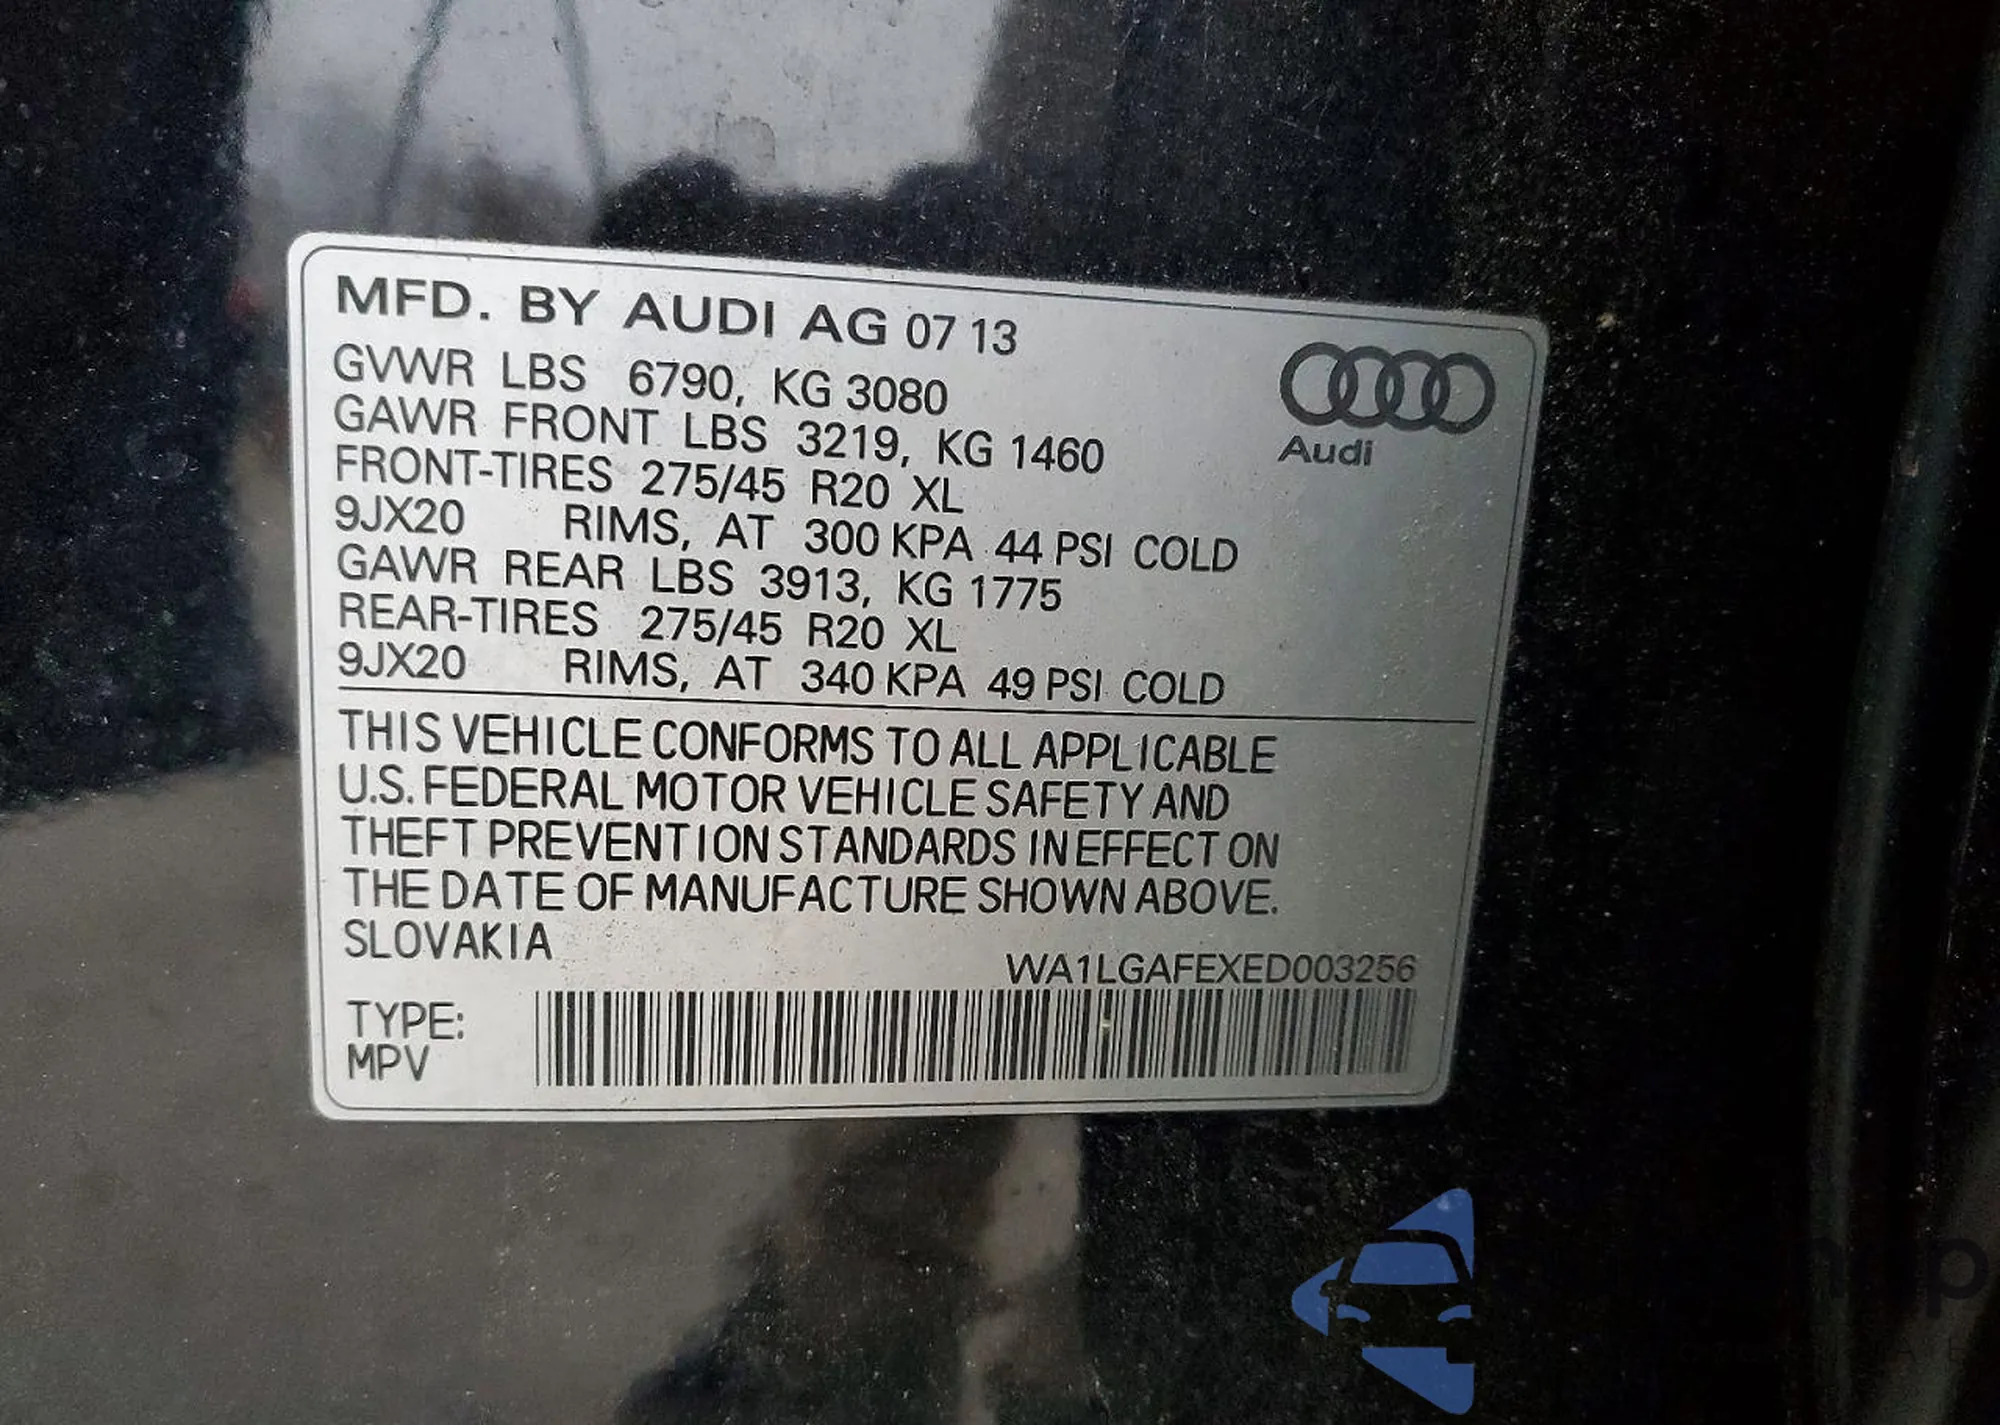 MFD. BY AUDI AG 07 13
GVWR LBS 6790, KG 3080
GAWR FRONT LBS 3219, KG 1460
FRONT-TIRES 275/45 R20 XL
9JX20 RIMS, AT 300 KPA 44 PSI COLD
GAWR REAR LBS 3913, KG 1775
REAR-TIRES 275/45 R20 XL
9JX20 RIMS, AT 340 KPA 49 PSI COLD
Audi
THIS VEHICLE CONFORMS TO ALL APPLICABLE
U.S. FEDERAL MOTOR VEHICLE SAFETY AND
THEFT PREVENTION STANDARDS IN EFFECT ON
THE DATE OF MANUFACTURE SHOWN ABOVE.
SLOVAKIA
WA1LGAFEXED003256
TYPE:
MPV